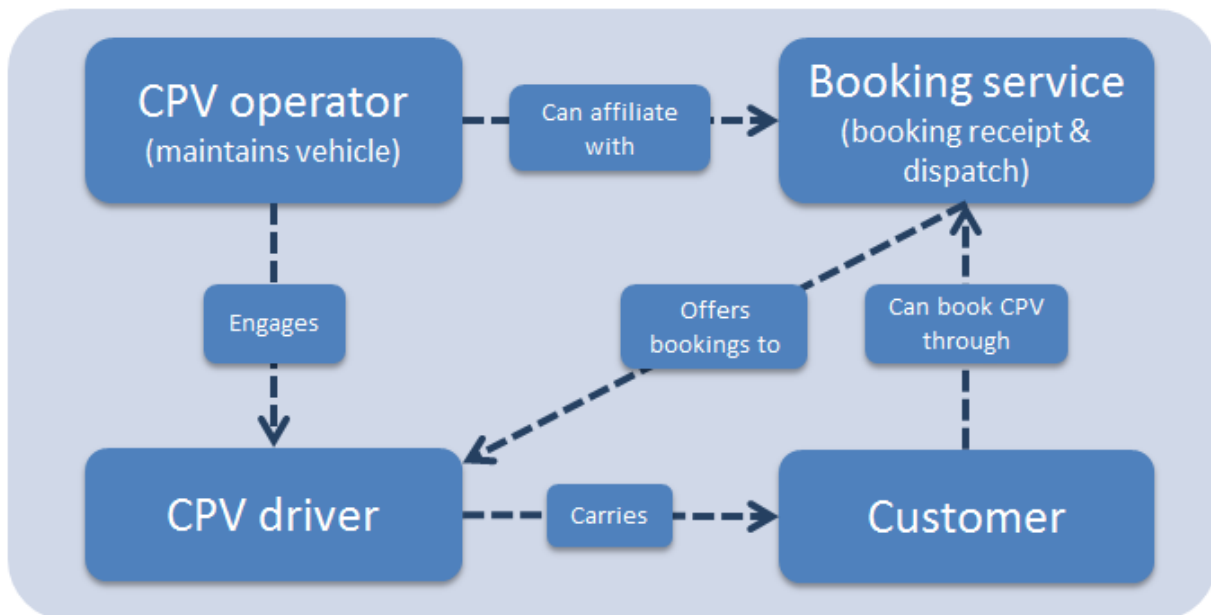 CPV operator
(maintains vehicle)
Can affiliate
with
Booking service
(booking receipt &
dispatch)
Engages
Offers
bookings to
Can book CPV
through
CPV driver
Carries
Customer